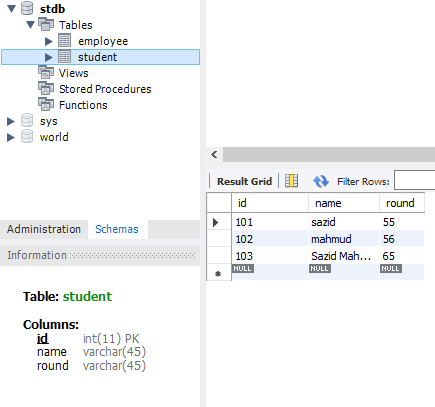 stdb
Tables
employee
student
Views
Stored Procedures
Functions
sys
world
Administration Schemas
Information
Table: student
Columns:
id int(11) PK
name varchar(45)
round varchar(45)
Result Grid Filter Rows:
id name round
101 sazid 55
102 mahmud 56
103 Sazid Mah... 65
NULL NULL NULL